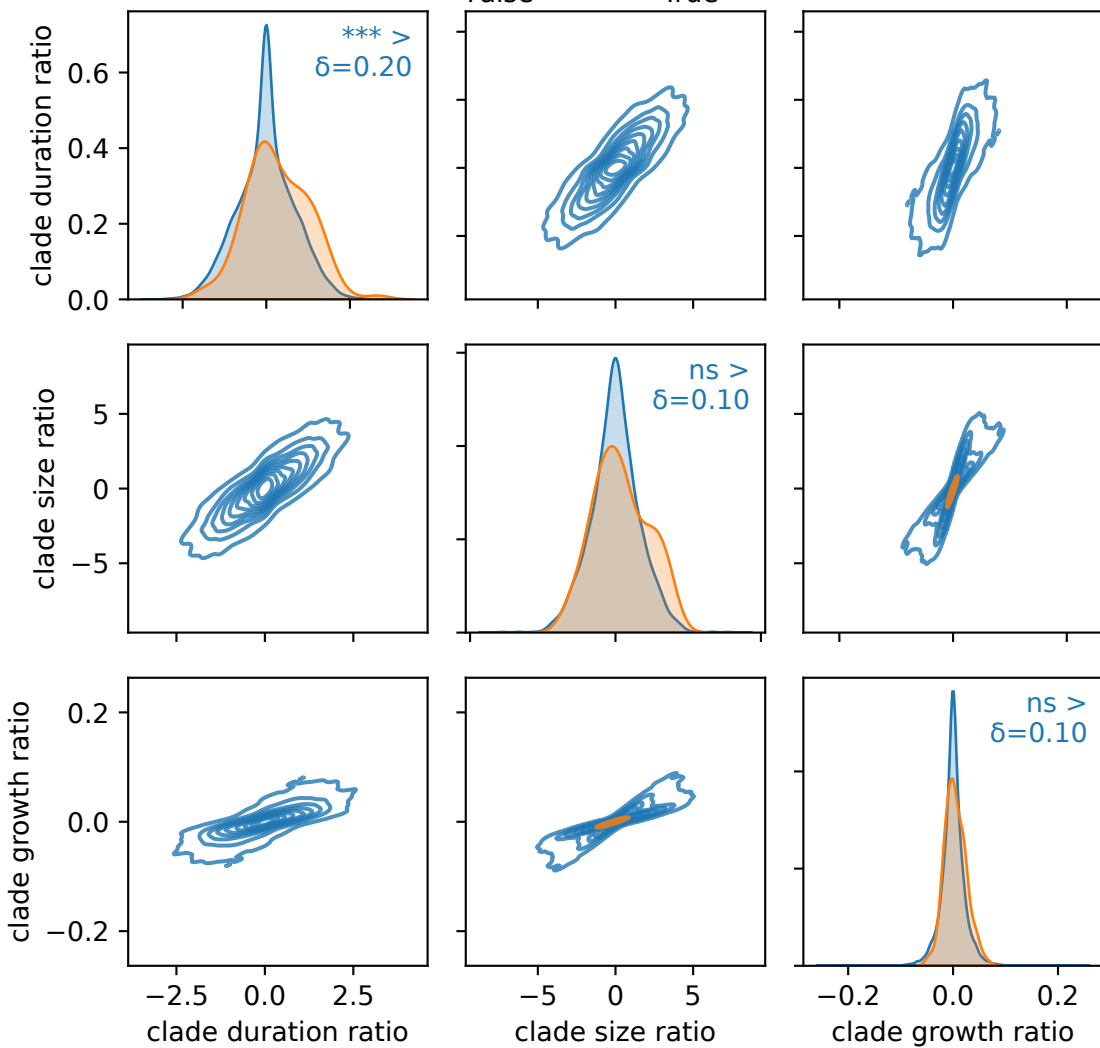 True
clade duration ratio
0.6
0.4
0.2
0.0
*** >
δ=0.20
clade size ratio
5
0
−5
ns >
δ=0.10
clade growth ratio
0.2
0.0
−0.2
ns >
δ=0.10
−2.5 0.0 2.5
−5 0 5
−0.2 0.0 0.2
clade duration ratio
clade size ratio
clade growth ratio